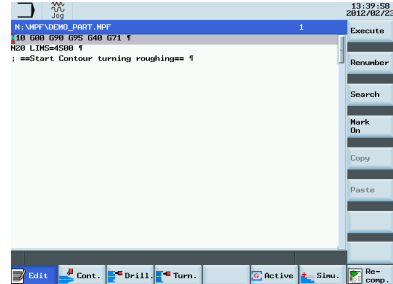 Jog
13:39:58
2012/02/23
N:\MPF\DEMO_PART.MPF 1
10 G00 G90 G95 G40 G71 ¶
N20 LIMS=4500 ¶
; ==Start Contour turning roughing== ¶
Execute
Renumber
Search
Mark
On
Copy
Paste
Edit
Cont.
Drill.
Turn.
Active
Simu.
Re-
comp.